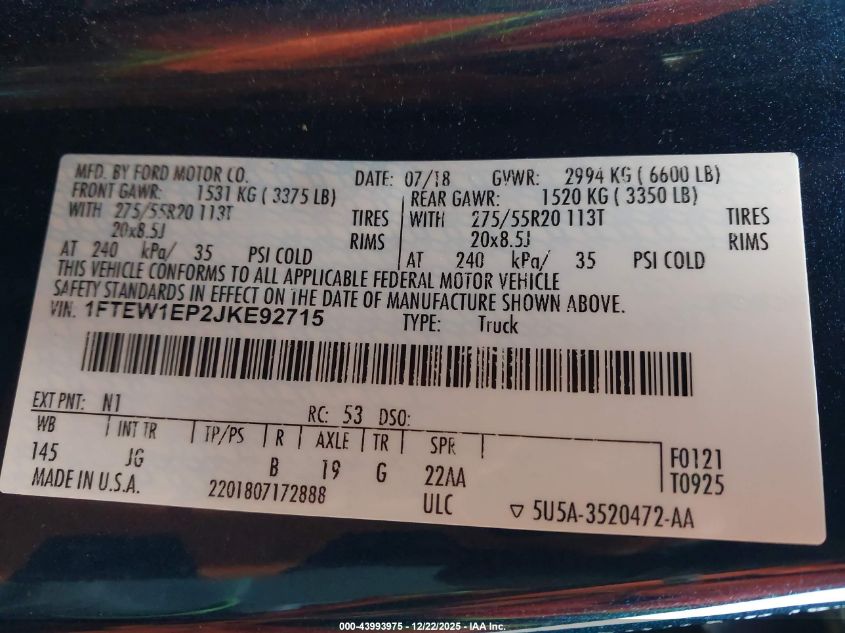 MFD. BY FORD MOTOR CO. DATE: 07/18 GVWR: 2994 KG ( 6600 LB)
FRONT GAWR: 1531 KG ( 3375 LB) REAR GAWR: 1520 KG ( 3350 LB)
WITH 275/55R20 113T TIRES WITH 275/55R20 113T TIRES
20x8.5J RIMS 20x8.5J RIMS
AT 240 kPa/ 35 PSI COLD AT 240 kPa/ 35 PSI COLD
THIS VEHICLE CONFORMS TO ALL APPLICABLE FEDERAL MOTOR VEHICLE
SAFETY STANDARDS IN EFFECT ON THE DATE OF MANUFACTURE SHOWN ABOVE.
VIN: 1FTEW1EP2JKE92715 TYPE: Truck
EXT PNT: N1 RC: 53 DSO:
WB INT TR TP/PS R AXLE TR SPR
145 JG B 19 G 22AA
F0121
T0925
MADE IN U.S.A. 2201807172888 ULC ▽ 5U5A-3520472-AA
000-43993975 - 12/22/2025 - IAA Inc.